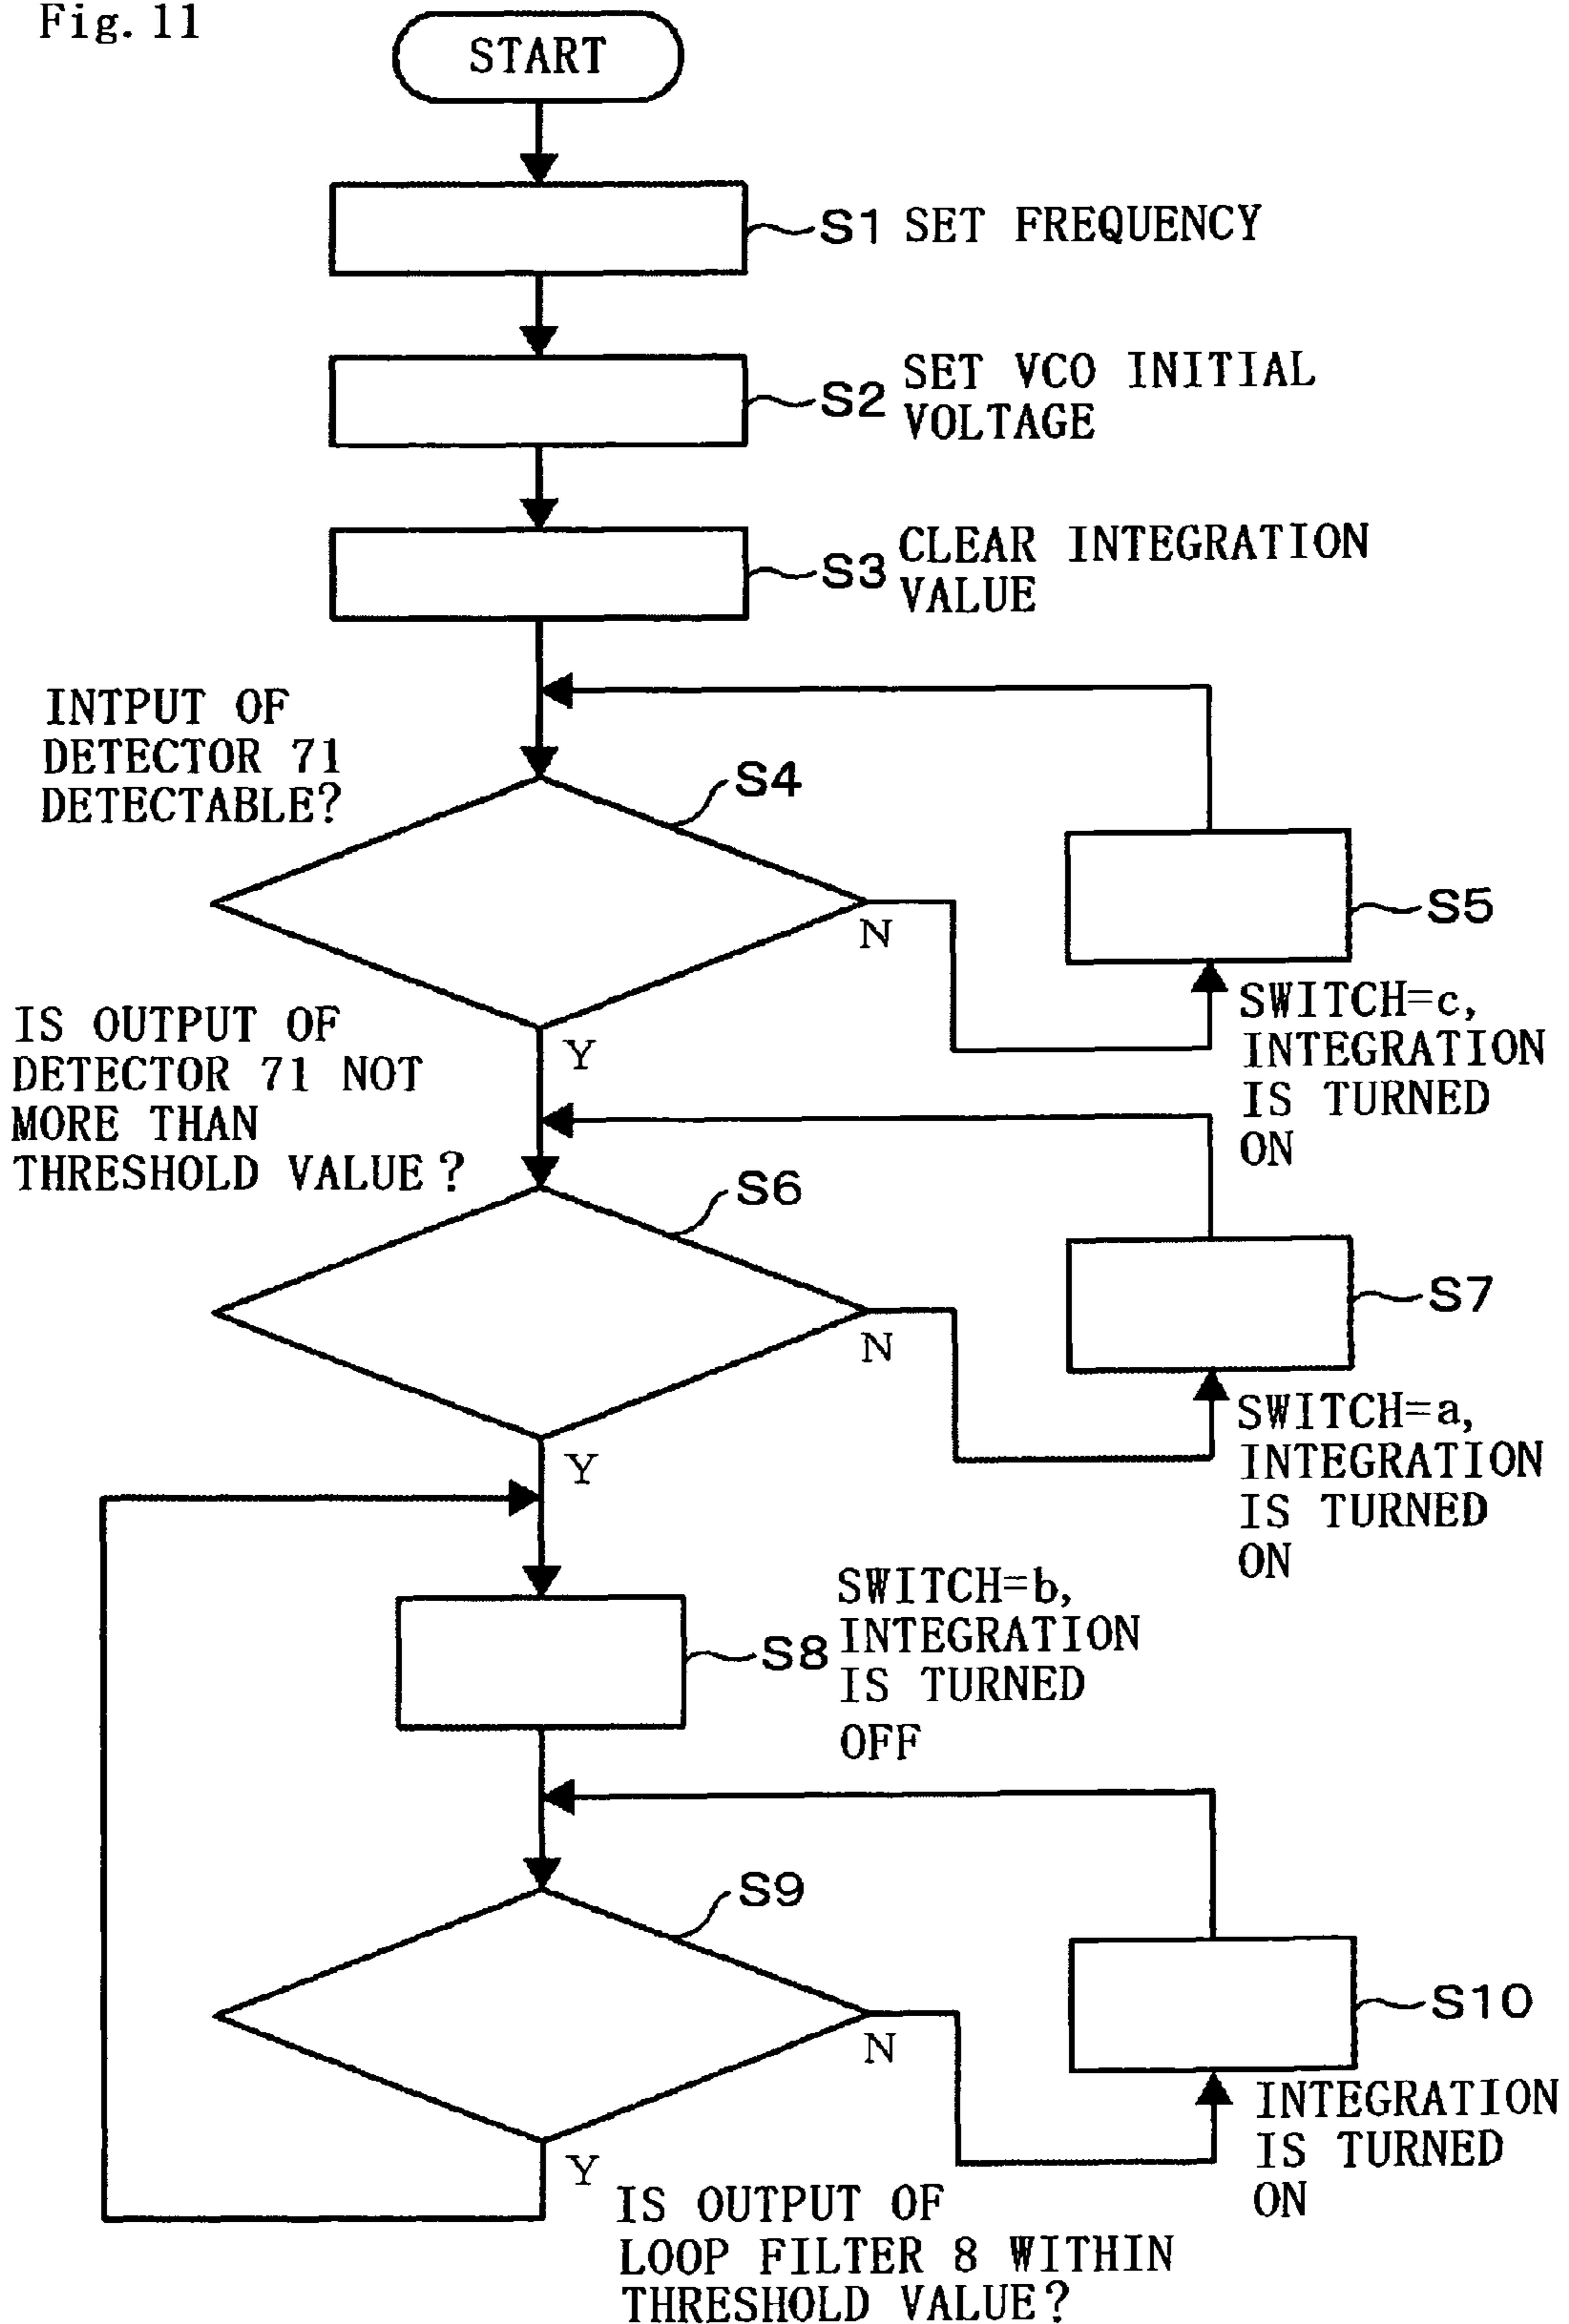 Fig. 11
START
S1 SET FREQUENCY
S2 SET VCO INITIAL
VOLTAGE
S3 CLEAR INTEGRATION
VALUE
INTPUT OF
DETECTOR 71
DETECTABLE?
S4
N
Y
S5
SWITCH=c,
INTEGRATION
IS TURNED
ON
IS OUTPUT OF
DETECTOR 71 NOT
MORE THAN
THRESHOLD VALUE?
S6
N
Y
S7
SWITCH=a,
INTEGRATION
IS TURNED
ON
S8
SWITCH=b,
INTEGRATION
IS TURNED
OFF
S9
N
Y
S10
INTEGRATION
IS TURNED
ON
IS OUTPUT OF
LOOP FILTER 8 WITHIN
THRESHOLD VALUE?